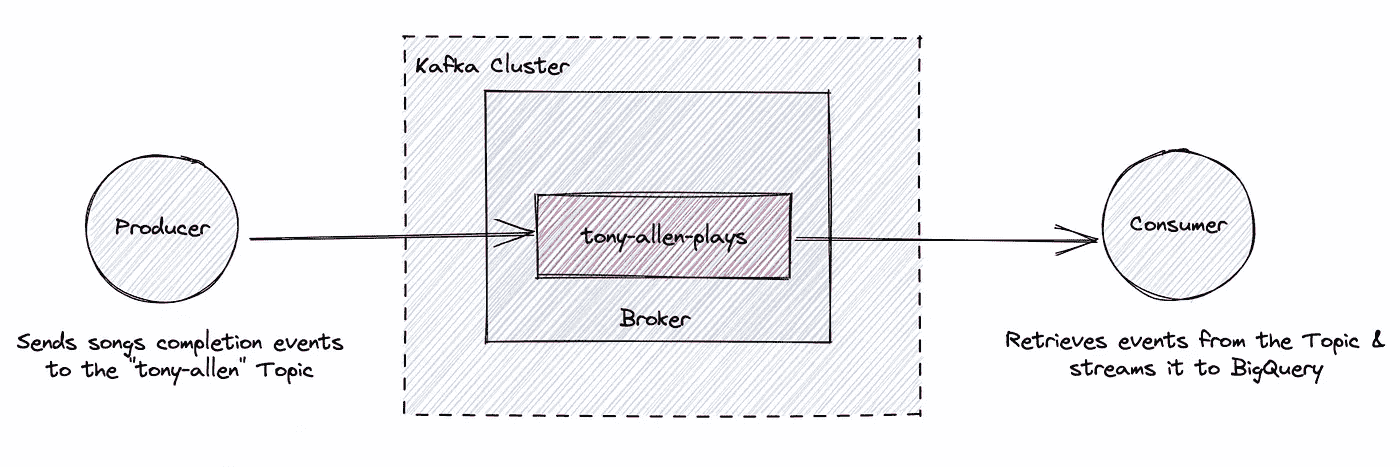 Kafka Cluster
Producer
tony-allen-plays
Consumer
Broker
Sends songs completion events
to the "tony-allen" Topic
Retrieves events from the Topic &
streams it to BigQuery